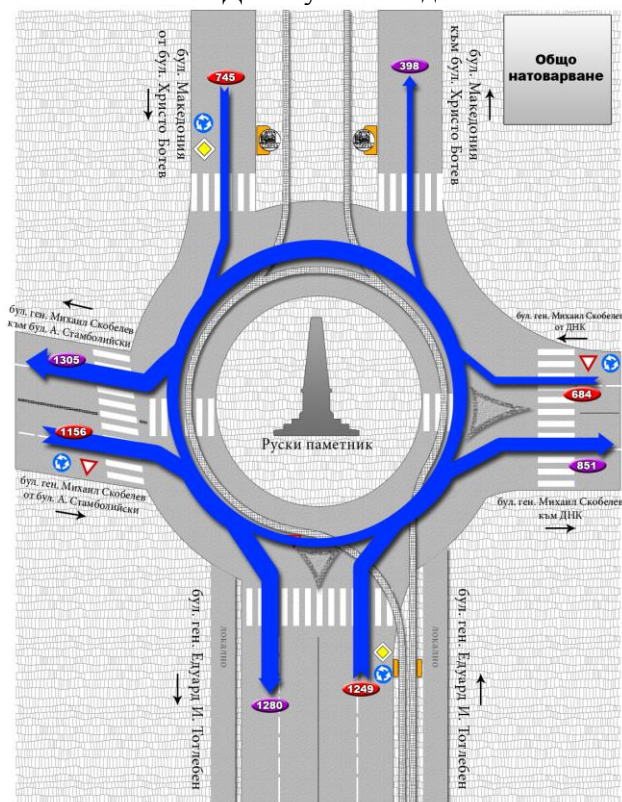 745
398
бул. Македония
от бул. Христо Ботев
бул. Македония
към бул. Христо Ботев
Общо
натоварване
бул. ген. Михаил Скобелев
към бул. А. Стамболийски
бул. ген. Михаил Скобелев
от ДНК
1305
684
1156
Руски паметник
851
бул. ген. Михаил Скобелев
от бул. А. Стамболийски
бул. ген. Михаил Скобелев
към ДНК
бул. ген. Едуард И. Тотлебен
локално
локално
бул. ген. Едуард И. Тотлебен
1280
1249